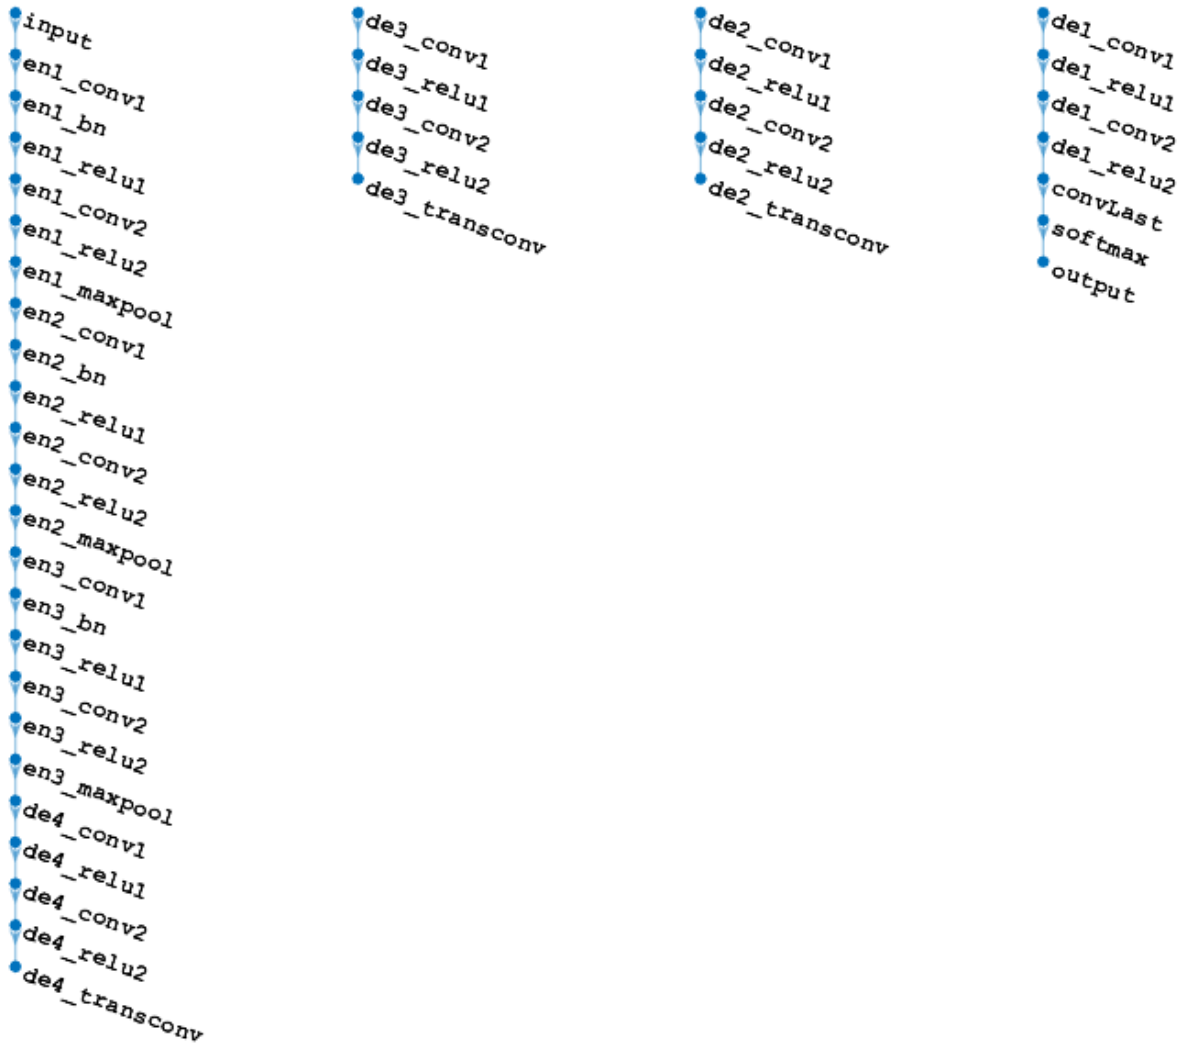 input
en1_conv1
en1_bn
en1_relu1
en1_conv2
en1_relu2
en1_maxpool
en2_conv1
en2_bn
en2_relu1
en2_conv2
en2_relu2
en2_maxpool
en3_conv1
en3_bn
en3_relu1
en3_conv2
en3_relu2
en3_maxpool
de4_conv1
de4_relu1
de4_conv2
de4_relu2
de4_transconv
de3_conv1
de3_relu1
de3_conv2
de3_relu2
de3_transconv
de2_conv1
de2_relu1
de2_conv2
de2_relu2
de2_transconv
de1_conv1
de1_relu1
de1_conv2
de1_relu2
convLast
softmax
output